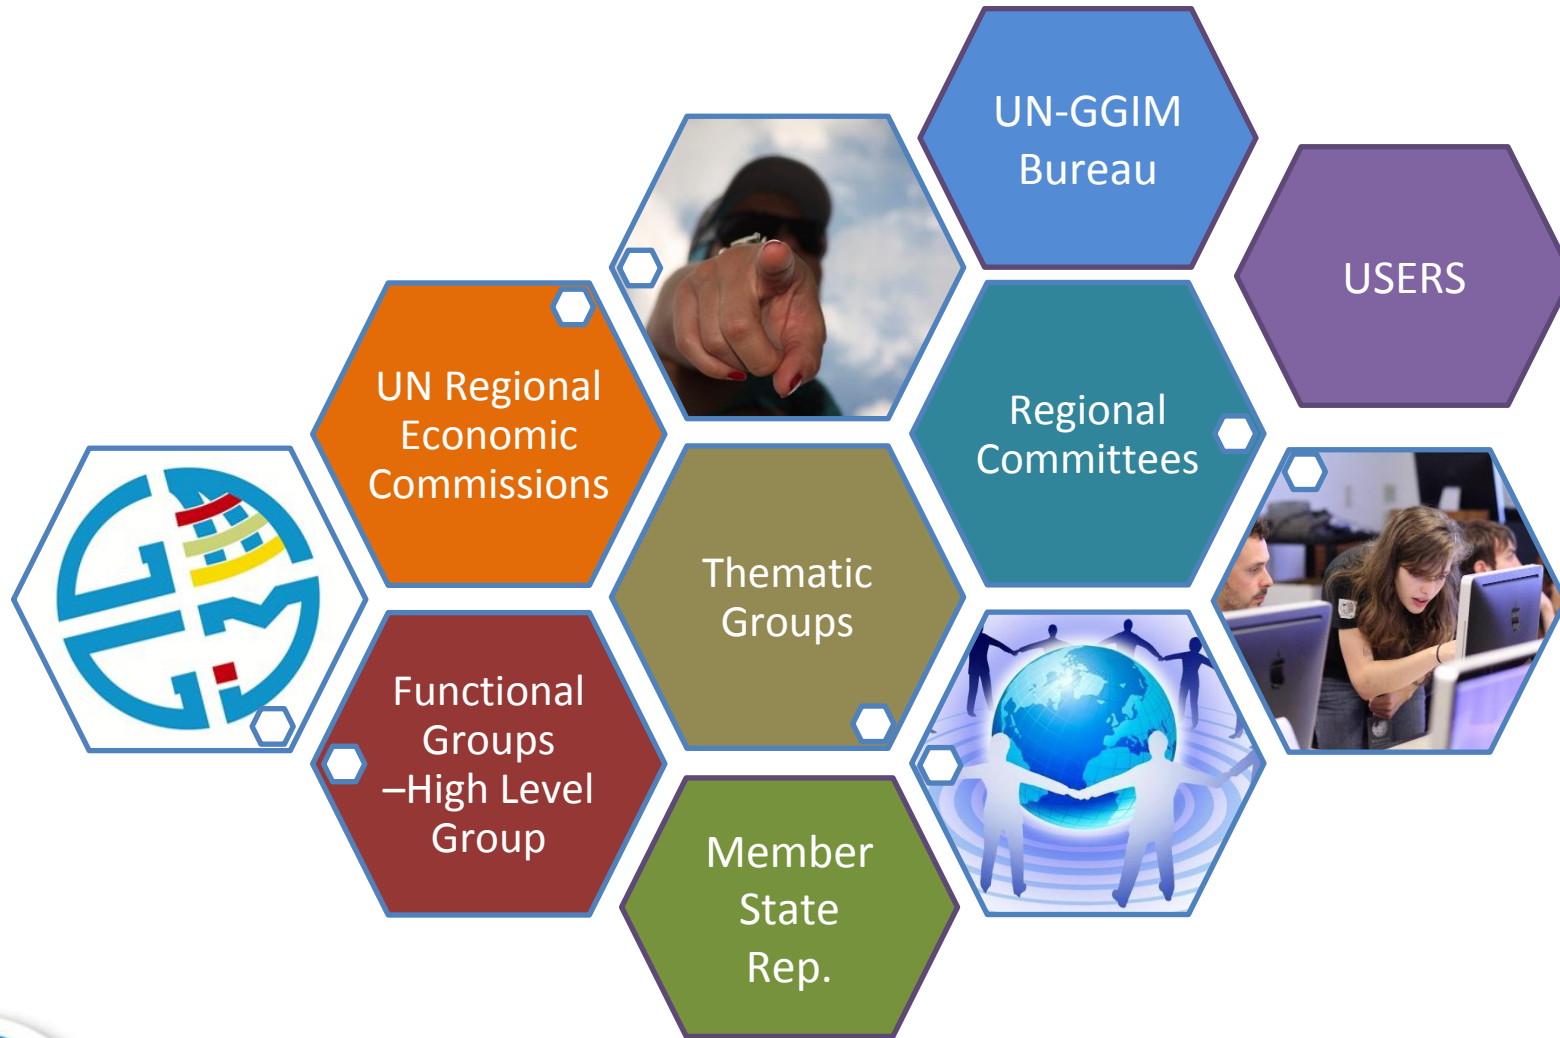 UN-GGIM
Bureau
USERS
UN Regional
Economic
Commissions
Regional
Committees
Thematic
Groups
Functional
Groups
–High Level
Group
Member
State
Rep.